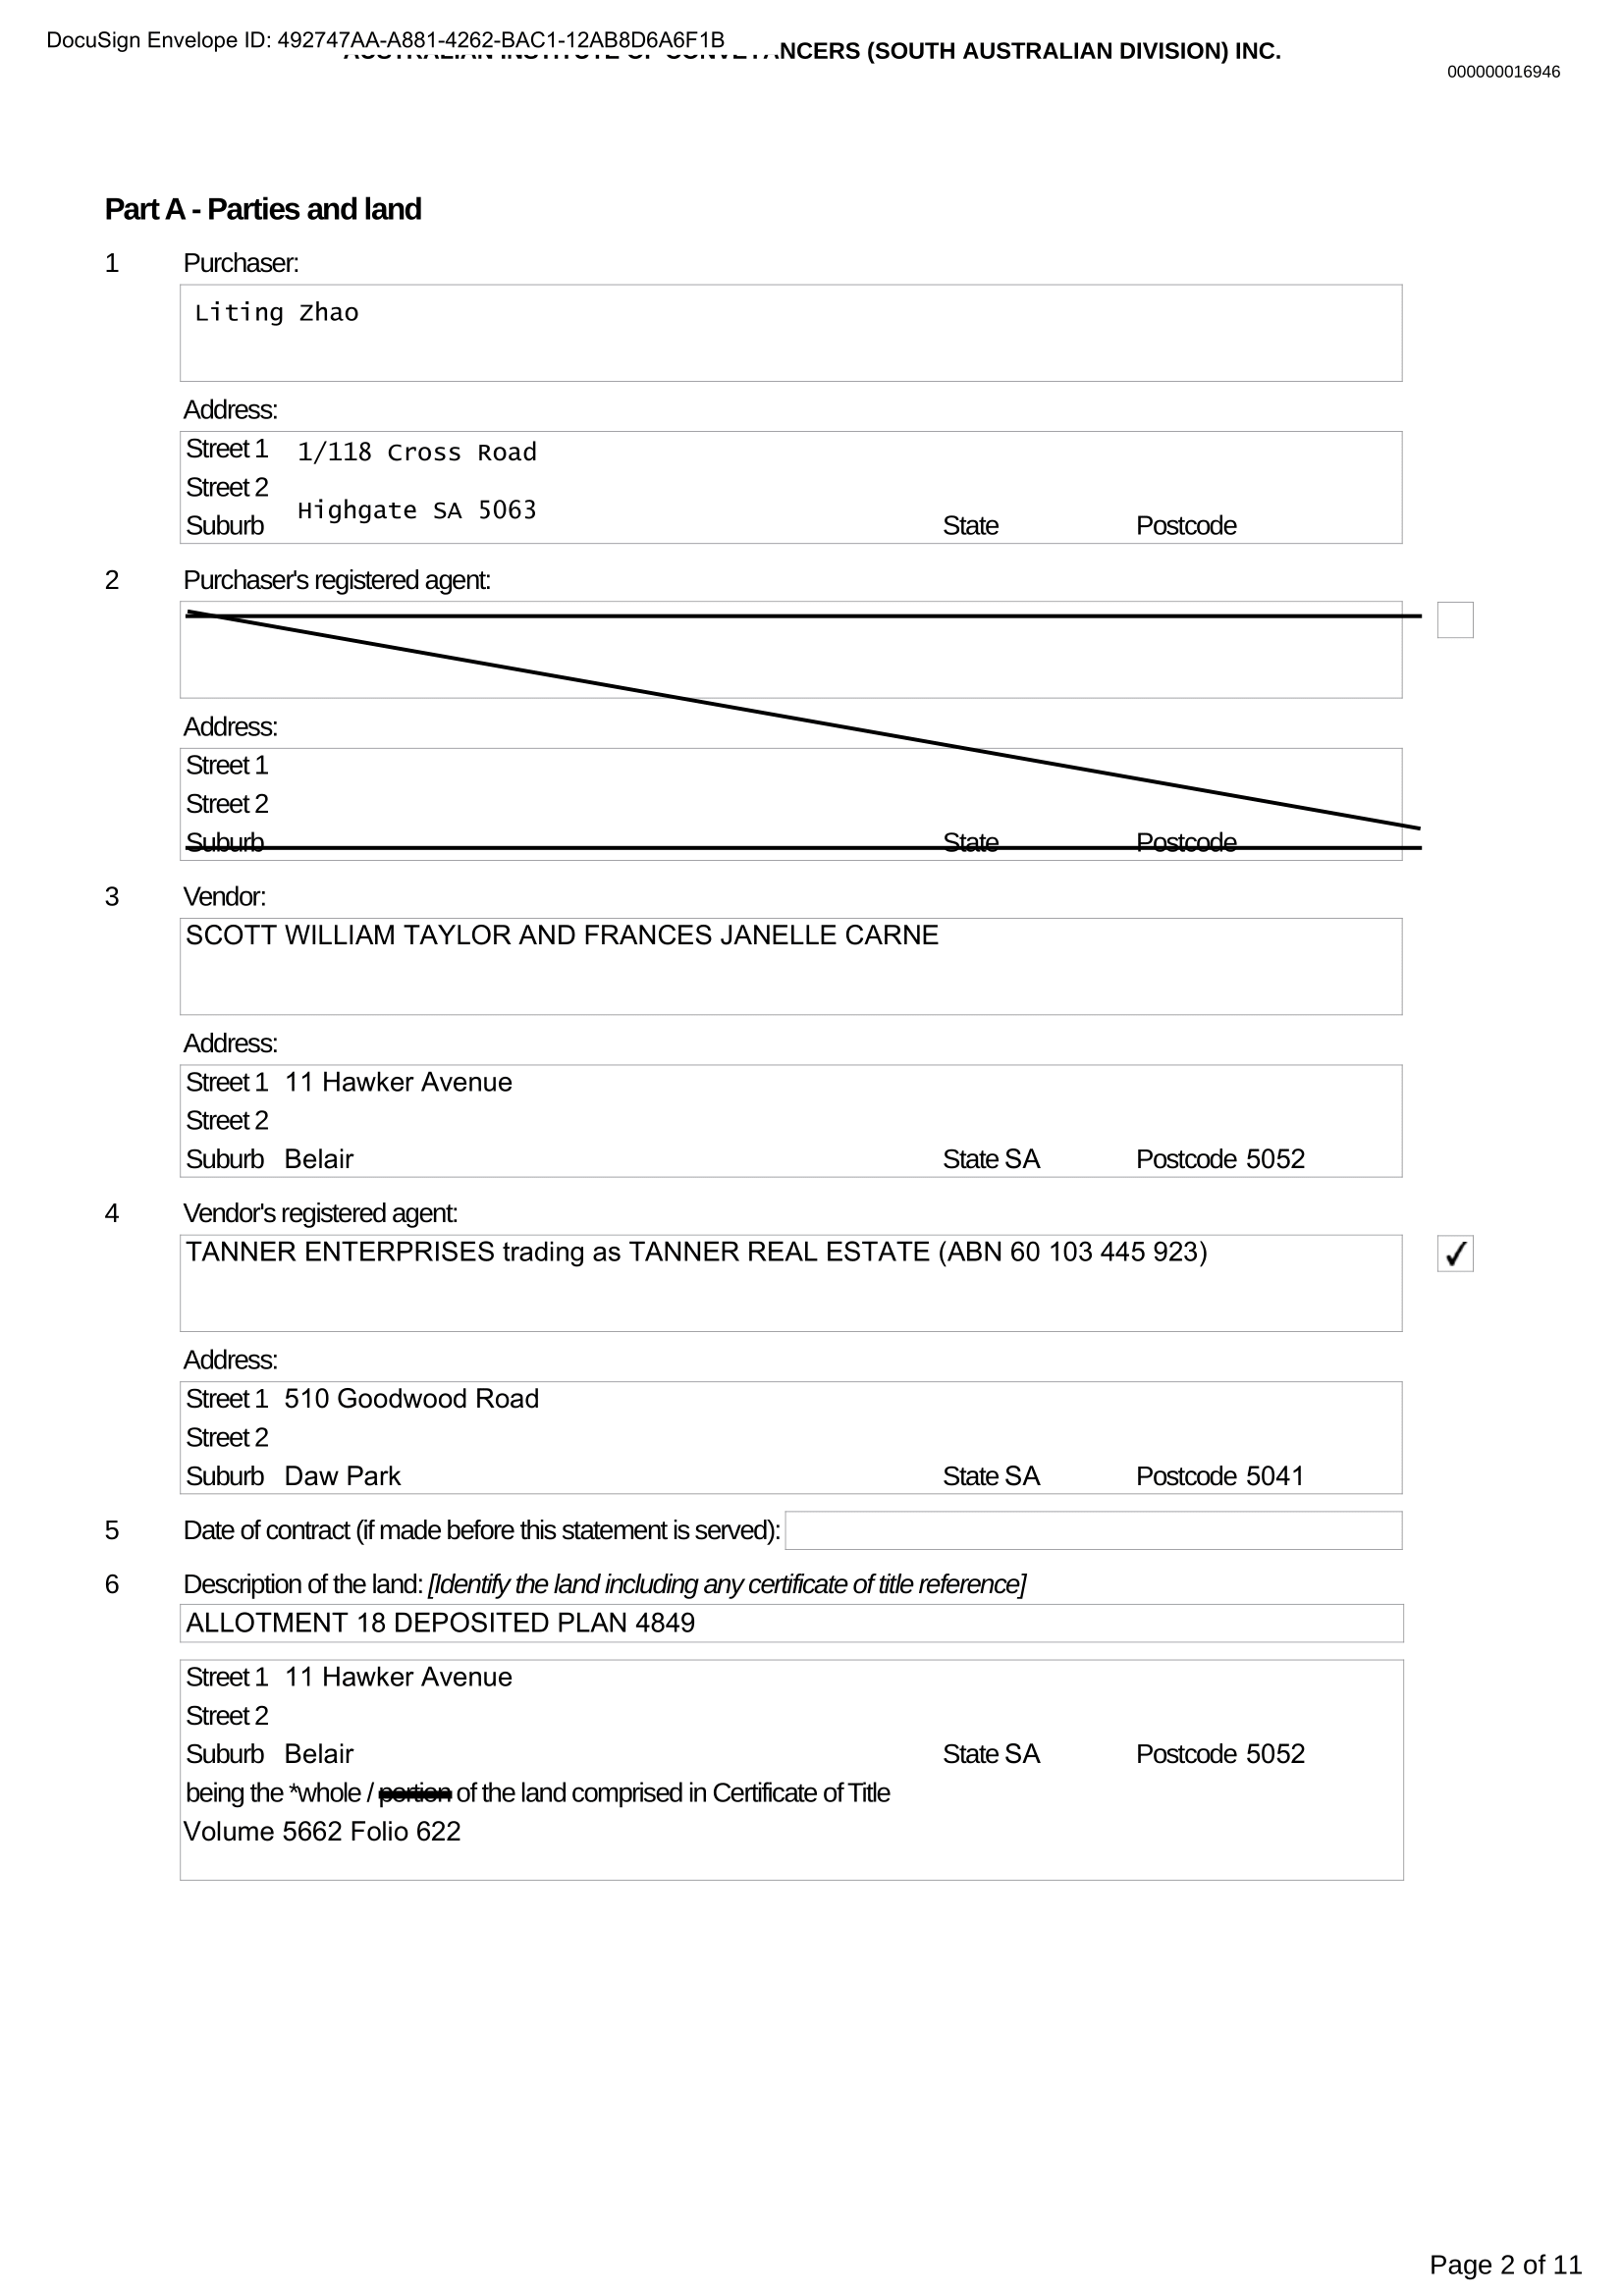 DocuSign Envelope ID: 492747AA-A881-4262-BAC1-12AB8D6A6F1B
AUSTRALIAN INSTITUTE OF CONVEYANCERS (SOUTH AUSTRALIAN DIVISION) INC.
000000016946
Part A - Parties and land
1 Purchaser:
Liting Zhao
Address:
Street 1 1/118 Cross Road
Street 2
Highgate SA 5063
Suburb State Postcode
2 Purchaser's registered agent:
Address:
Street 1
Street 2
Suburb State Postcode
3 Vendor:
SCOTT WILLIAM TAYLOR AND FRANCES JANELLE CARNE
Address:
Street 1 11 Hawker Avenue
Street 2
Suburb Belair State SA Postcode 5052
4 Vendor's registered agent:
TANNER ENTERPRISES trading as TANNER REAL ESTATE (ABN 60 103 445 923) ✓
Address:
Street 1 510 Goodwood Road
Street 2
Suburb Daw Park State SA Postcode 5041
5 Date of contract (if made before this statement is served):
6 Description of the land: [Identify the land including any certificate of title reference]
ALLOTMENT 18 DEPOSITED PLAN 4849
Street 1 11 Hawker Avenue
Street 2
Suburb Belair State SA Postcode 5052
being the *whole / portion of the land comprised in Certificate of Title
Volume 5662 Folio 622
Page 2 of 11